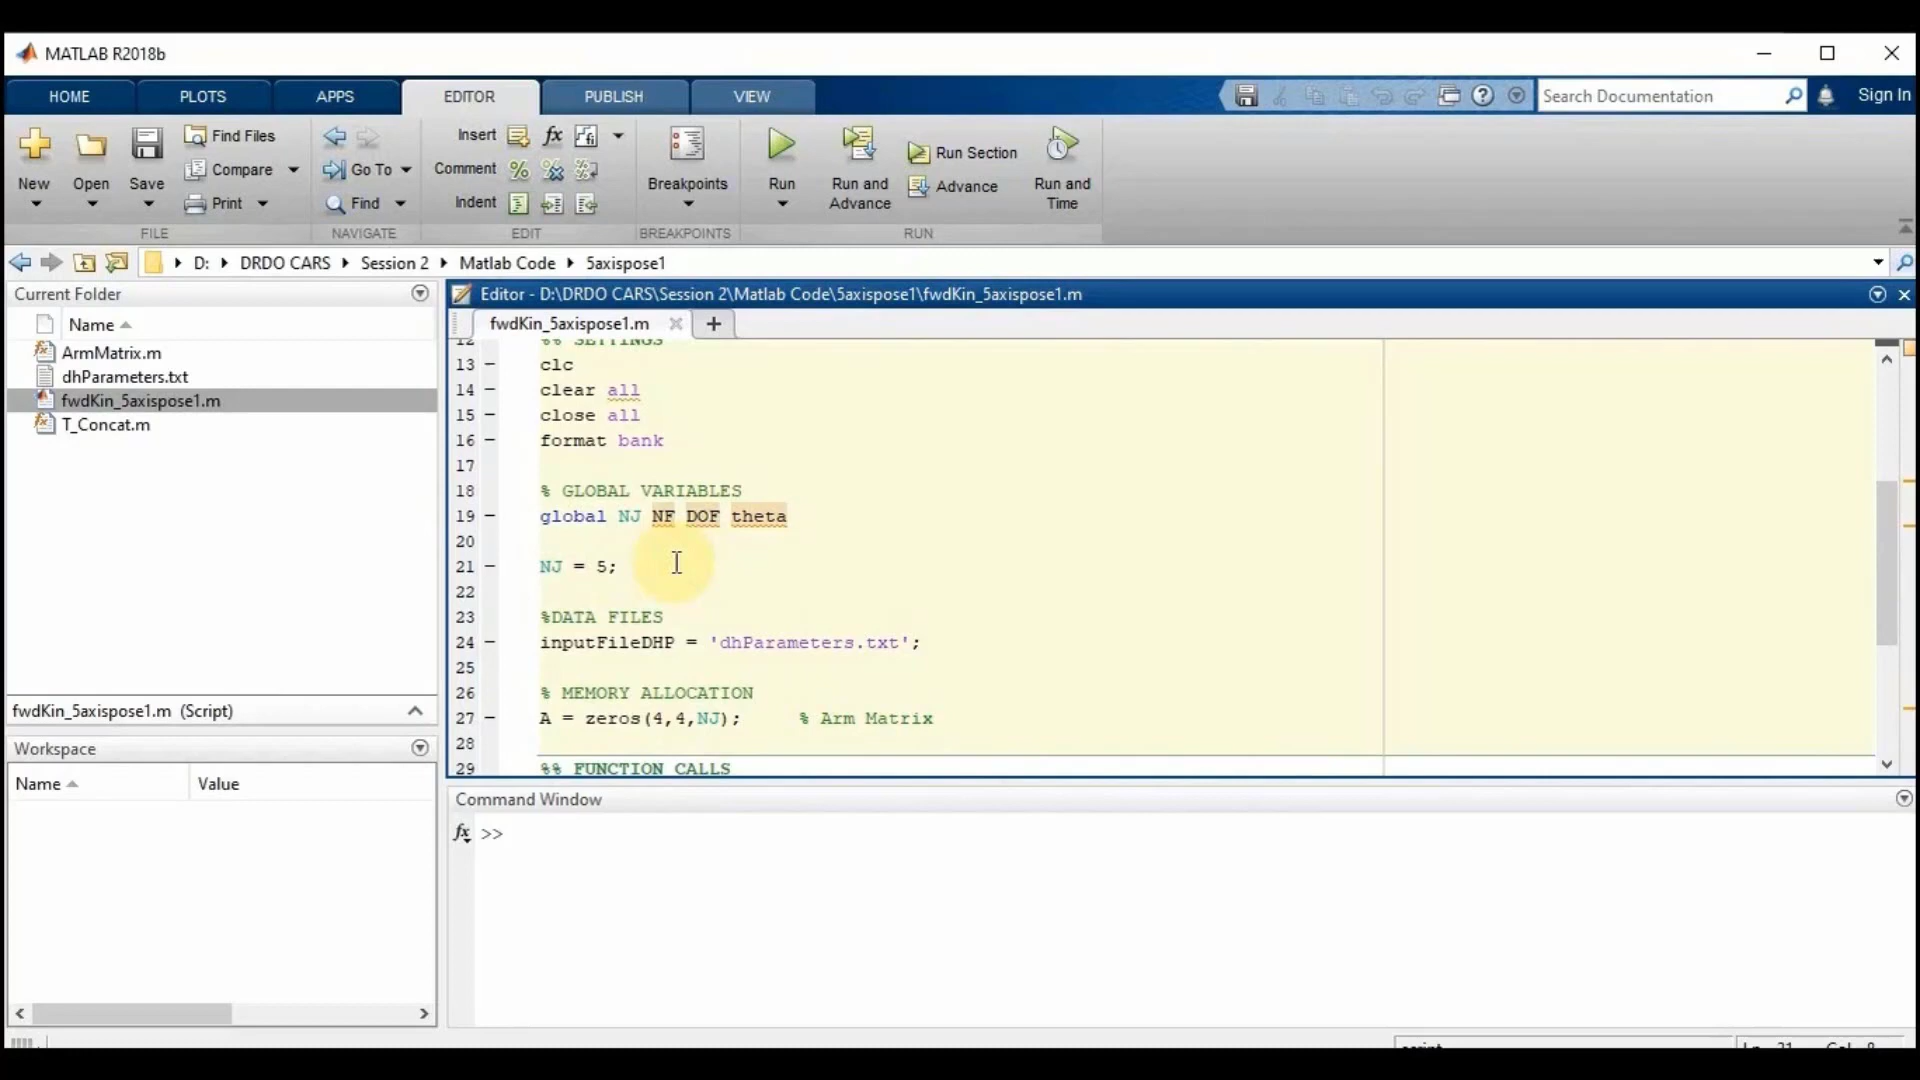 MATLAB R2018b
HOME PLOTS APPS EDITOR PUBLISH VIEW Search Documentation Sign In
New Open Save Find Files Compare Print
Go To Find
Insert fx
Comment
Indent
Breakpoints
Run Run and Advance Run Section Advance Run and Time
FILE NAVIGATE EDIT BREAKPOINTS RUN
D: DRDO CARS Session 2 Matlab Code 5axispose1
Current Folder
Name
ArmMatrix.m
dhParameters.txt
fwdKin_5axispose1.m
T_Concat.m
fwdKin_5axispose1.m (Script)
Workspace
Name Value
Editor - D:\DRDO CARS\Session 2\Matlab Code\5axispose1\fwdKin_5axispose1.m
fwdKin_5axispose1.m +
12 %% SETTINGS
13 clc
14 clear all
15 close all
16 format bank
17
18 % GLOBAL VARIABLES
19 global NJ NF DOF theta
20
21 NJ = 5;
22
23 %DATA FILES
24 inputFileDHP = 'dhParameters.txt';
25
26 % MEMORY ALLOCATION
27 A = zeros(4,4,NJ); % Arm Matrix
28
29 %% FUNCTION CALLS
Command Window
fx >>